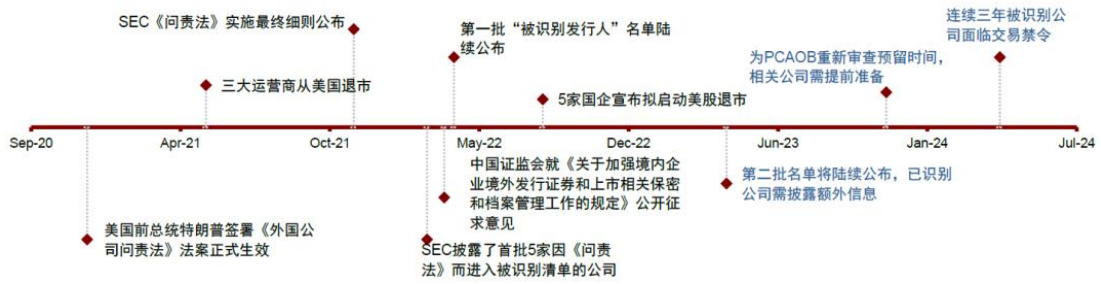 SEC《问责法》实施最终细则公布
三大运营商从美国退市
第一批“被识别发行人”名单陆
续公布
5家国企宣布拟启动美股退市
为PCAOB重新审查预留时间,
相关公司需提前准备
连续三年被识别公
司面临交易禁令
Sep-20
Apr-21
Oct-21
May-22
Dec-22
Jun-23
Jan-24
Jul-24
美国前总统特朗普签署《外国公
司问责法》法案正式生效
中国证监会就《关于加强境内企
业境外发行证券和上市相关保密
和档案管理工作的规定》公开征
求意见
SEC披露了首批5家因《问责
法》而进入被识别清单的公司
第二批名单将陆续公布，已识别
公司需披露额外信息